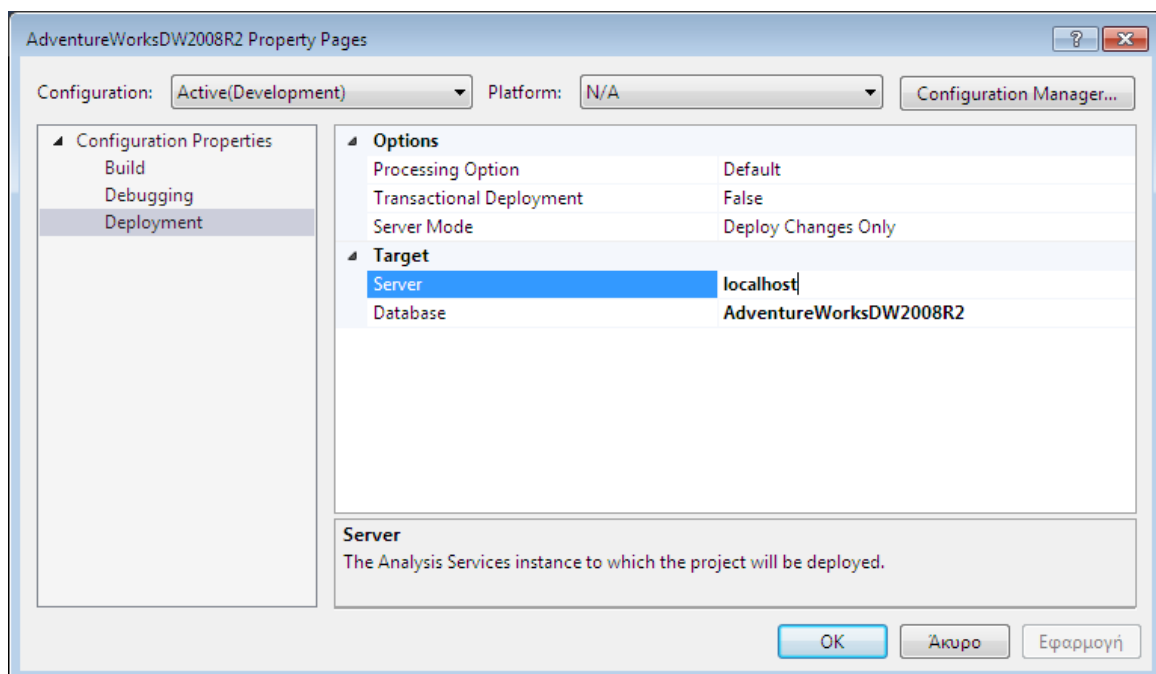 AdventureWorksDW2008R2 Property Pages
Configuration: Active(Development) Platform: N/A Configuration Manager...
Configuration Properties
Build
Debugging
Deployment
Options
Processing Option Default
Transactional Deployment False
Server Mode Deploy Changes Only
Target
Server localhost
Database AdventureWorksDW2008R2
Server
The Analysis Services instance to which the project will be deployed.
OK Άκυρο Εφαρμογή